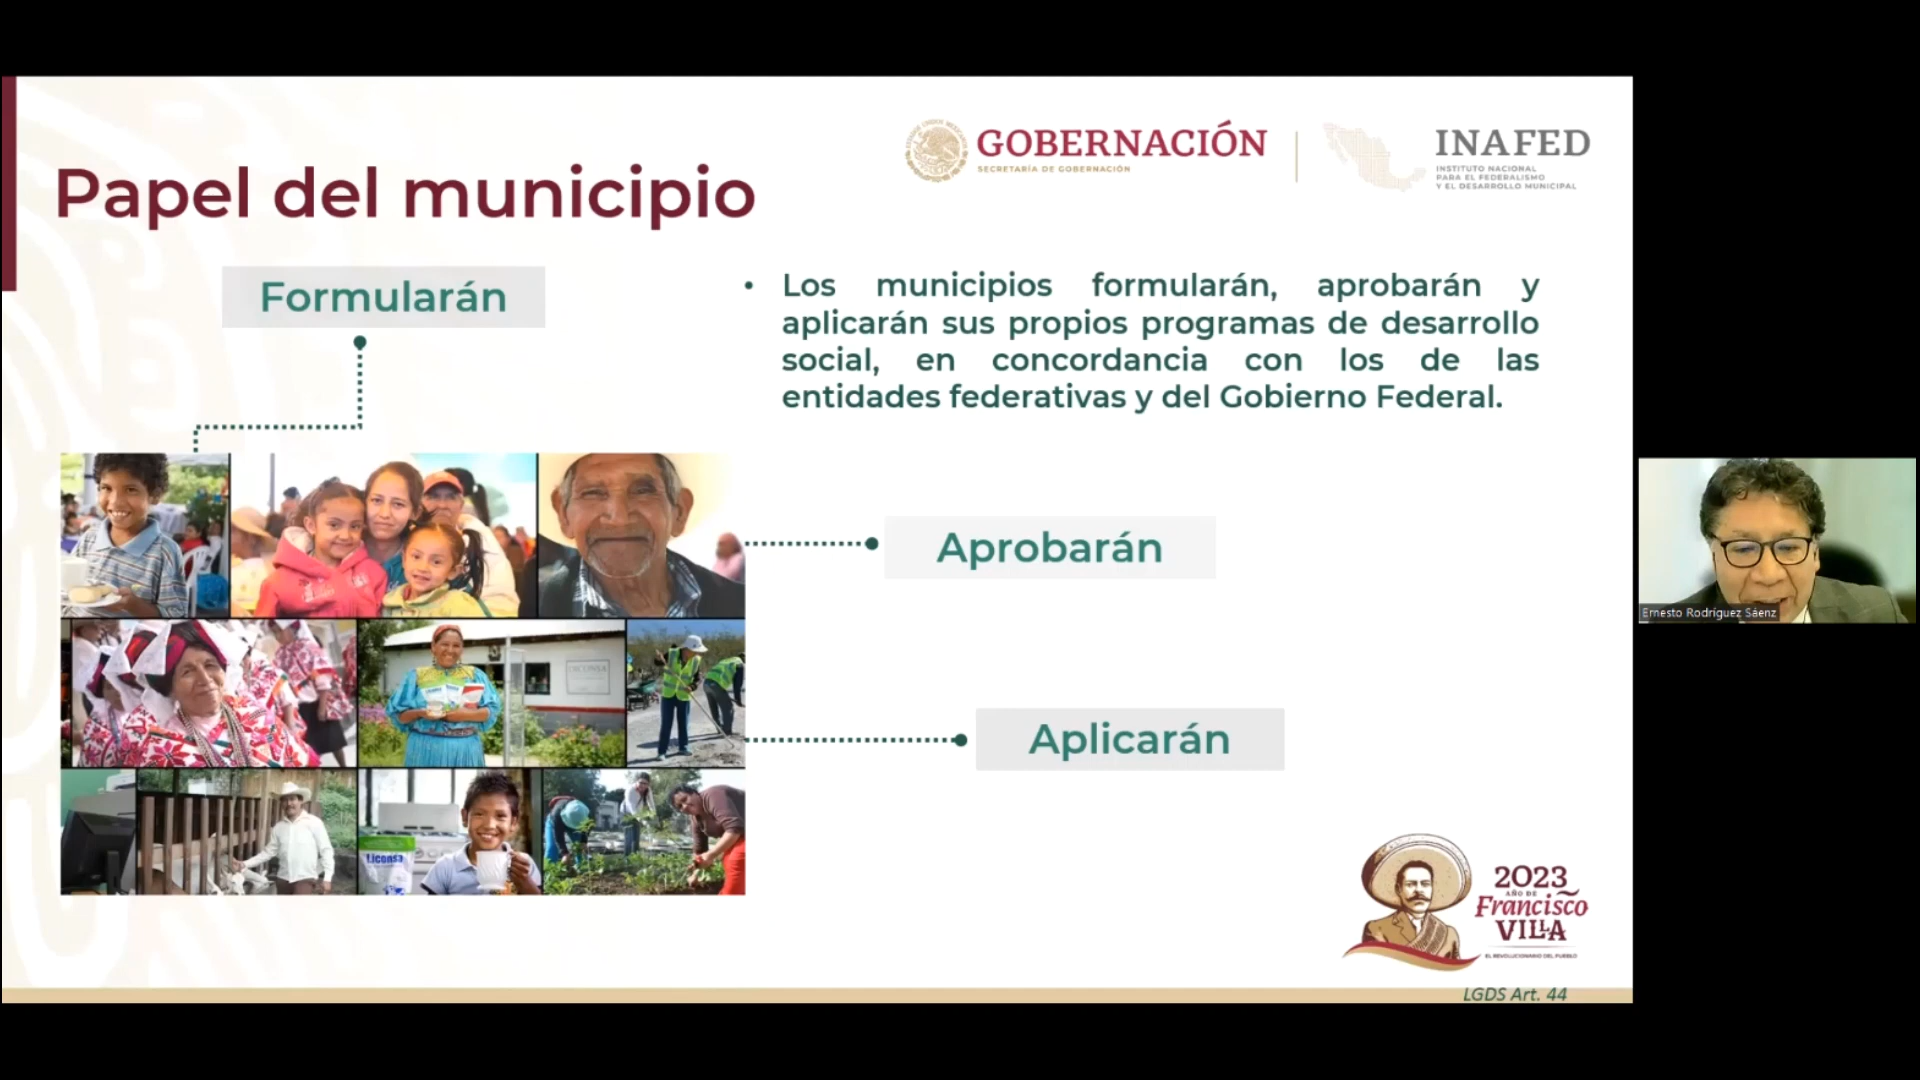 GOBERNACIÓN
SECRETARÍA DE GOBERNACIÓN
INAFED
INSTITUTO NACIONAL
PARA EL FEDERALISMO
Y EL DESARROLLO MUNICIPAL
Papel del municipio
Formularán
• Los municipios formularán, aprobarán y
aplicarán sus propios programas de desarrollo
social, en concordancia con los de las
entidades federativas y del Gobierno Federal.
Aprobarán
Aplicarán
Liconsa
Ernesto Rodríguez Sáenz
2023
AÑO DE
Francisco
VILLA
EL REVOLUCIONARIO DEL PUEBLO
LGDS Art. 44